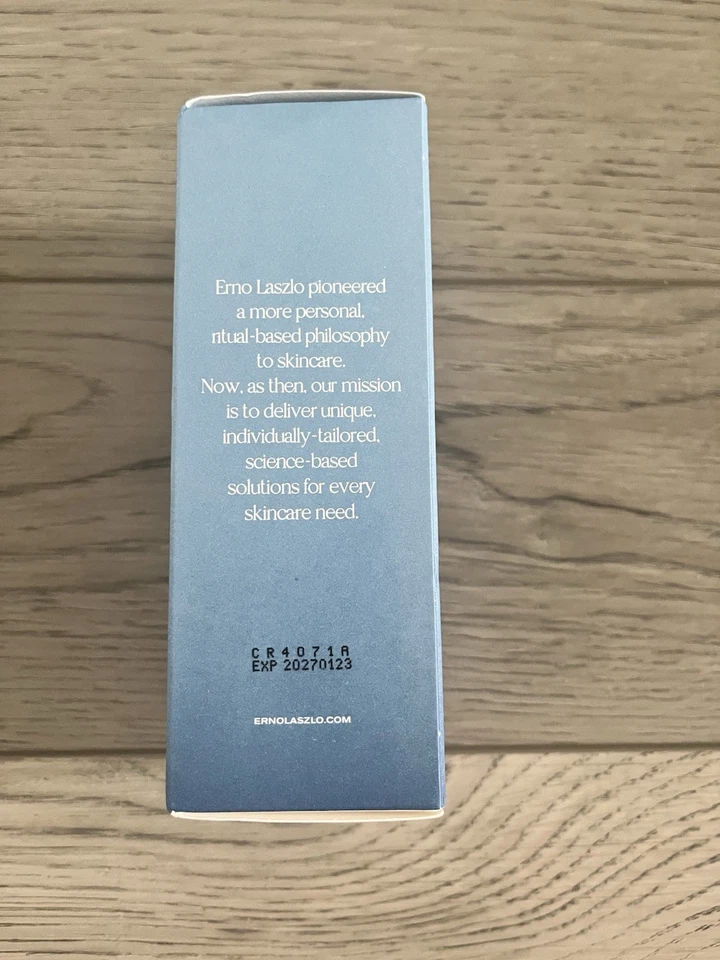 Erno Laszlo pioneered
a more personal,
ritual-based philosophy
to skincare.
Now, as then, our mission
is to deliver unique,
individually-tailored,
science-based
solutions for every
skincare need.
CR4071A
EXP 20270123
ERNOLASZLO.COM